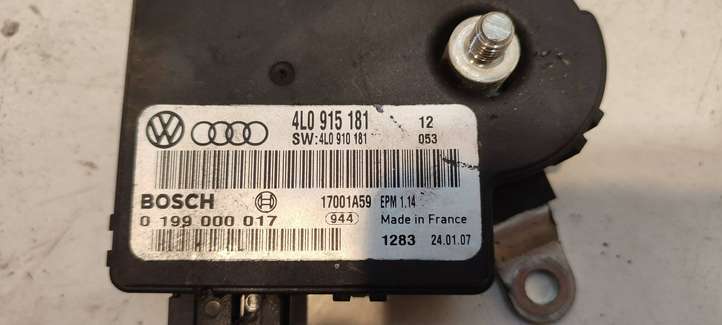 4L0 915 181 12
SW:4L0 910 181 053
BOSCH 17001A59 EPM 1.14
0 199 000 017 944 Made in France
1283 24.01.07